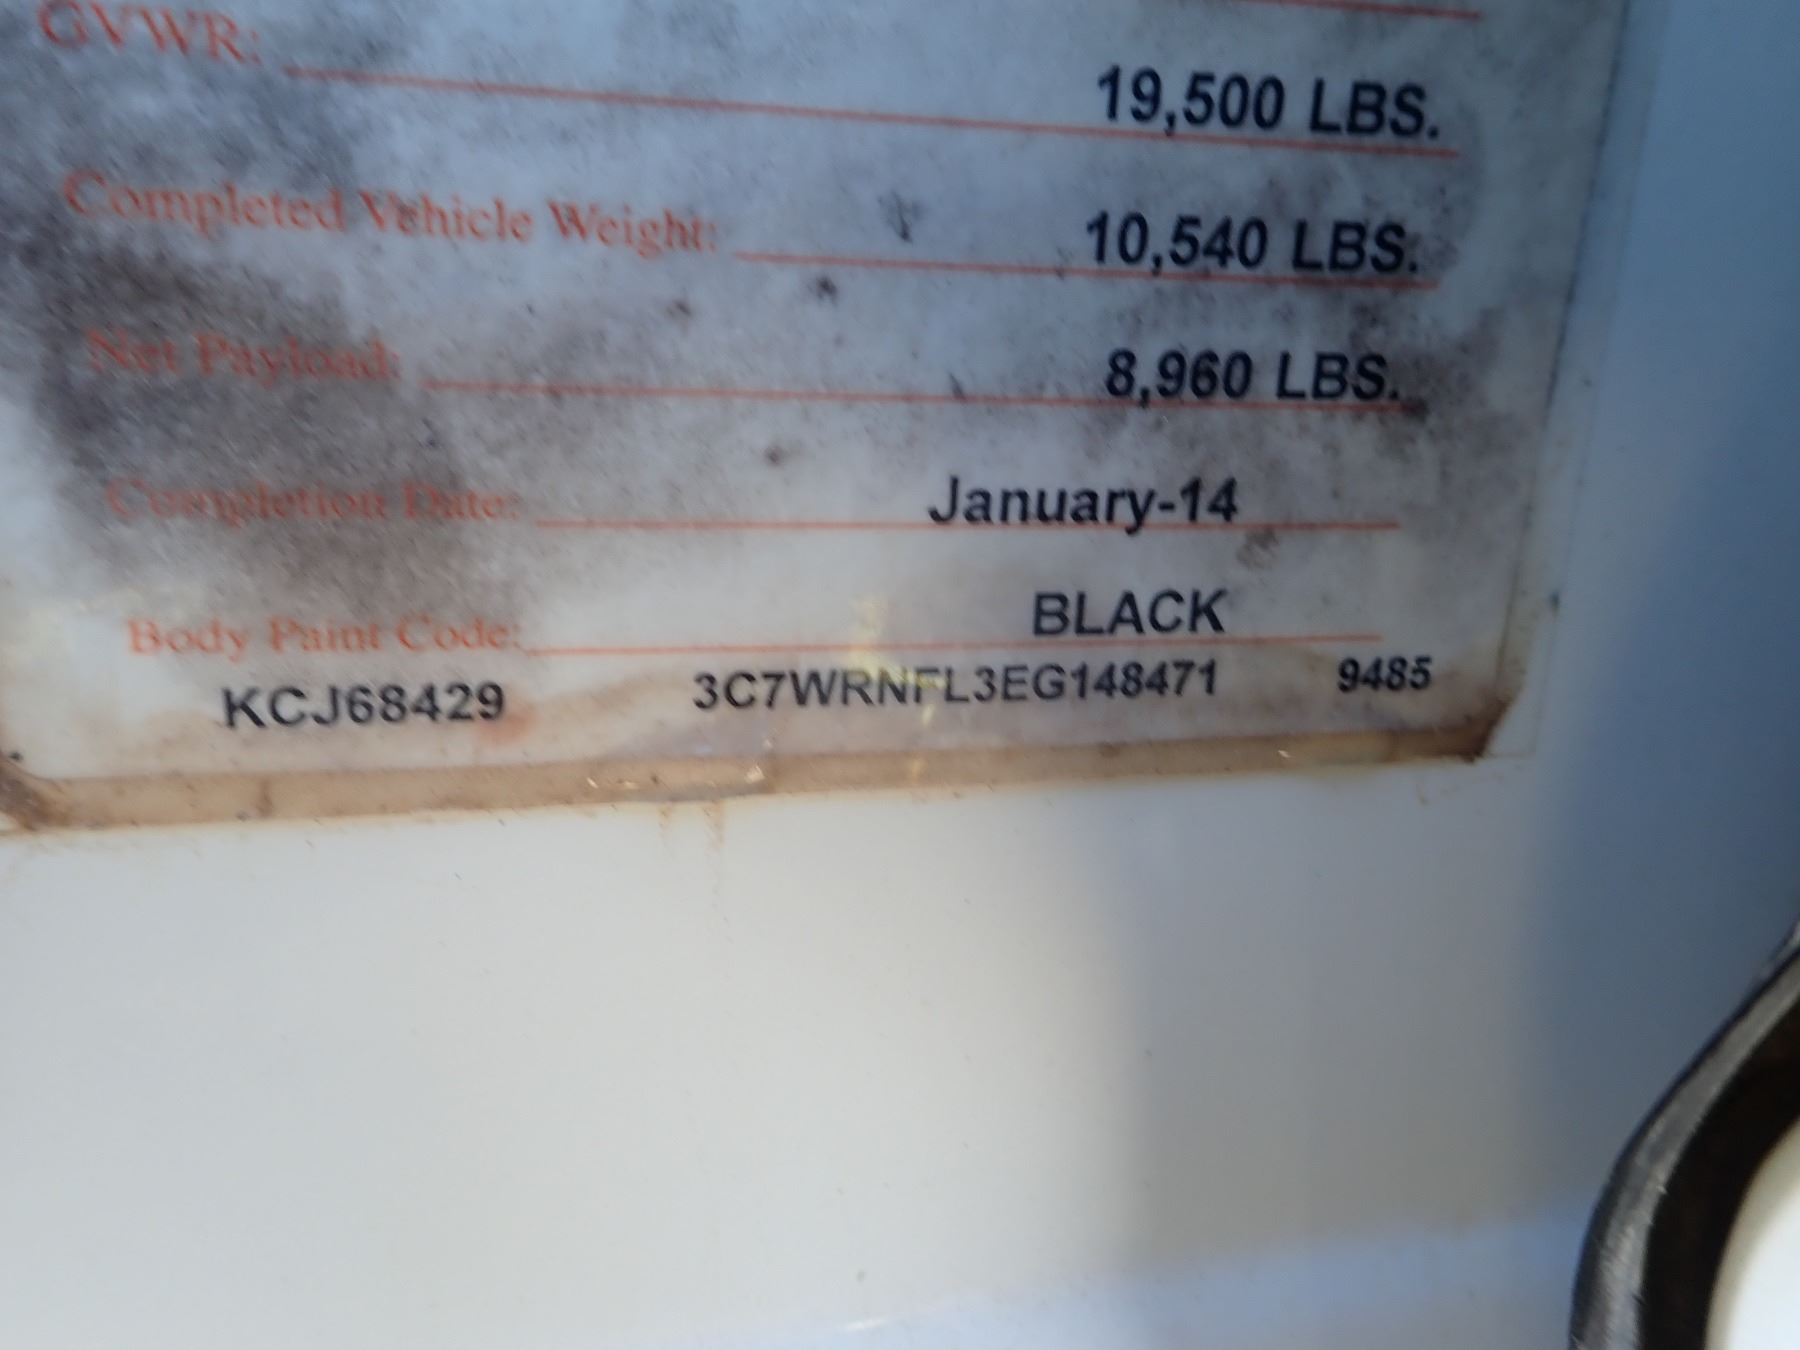 GVWR: 19,500 LBS.
Completed Vehicle Weight: 10,540 LBS.
Net Payload: 8,960 LBS.
Completion Date: January-14
Body Paint Code: BLACK
KCJ68429 3C7WRNFL3EG148471 9485